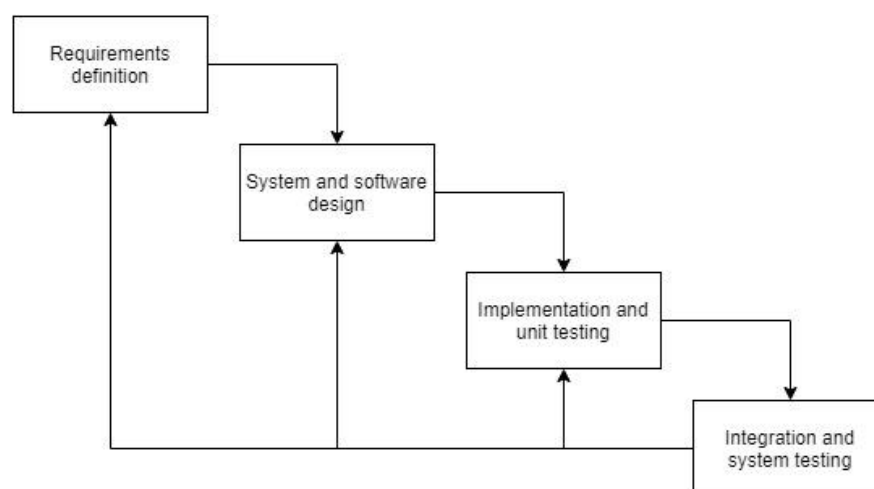 Requirements
definition
System and software
design
Implementation and
unit testing
Integration and
system testing